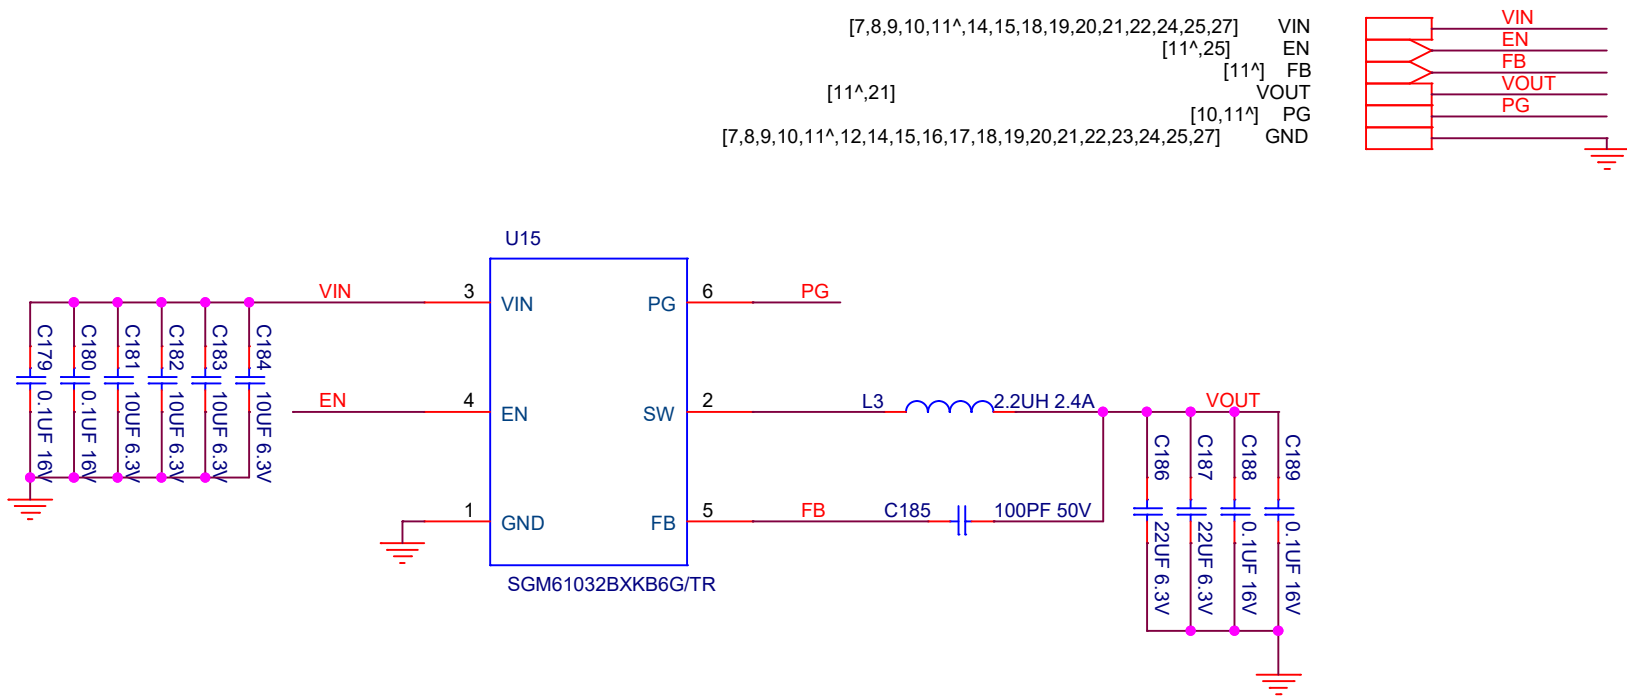 [7,8,9,10,11^,14,15,18,19,20,21,22,24,25,27] VIN VIN
[11^,25] EN EN
[11^] FB FB
[11^,21] VOUT VOUT
[10,11^] PG PG
[7,8,9,10,11^,12,14,15,16,17,18,19,20,21,22,23,24,25,27] GND
U15
VIN 3 VIN PG 6 PG
C179 0.1UF 16V
C180 0.1UF 16V
C181 10UF 6.3V
C182 10UF 6.3V
C183 10UF 6.3V
C184 10UF 6.3V
EN 4 EN SW 2 L3 2.2UH 2.4A VOUT
1 GND FB 5 FB C185 100PF 50V
C186 22UF 6.3V
C187 22UF 6.3V
C188 0.1UF 16V
C189 0.1UF 16V
SGM61032BXKB6G/TR